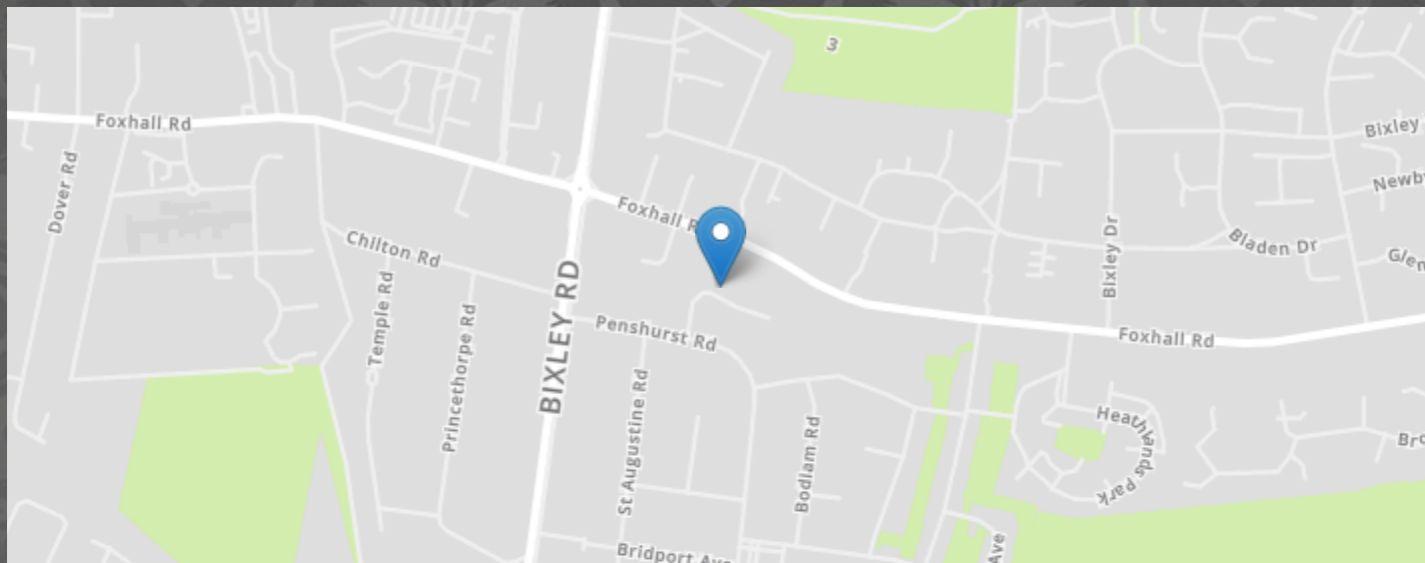 3
Foxhall Rd
Bixley
Dover Rd
Newb
Foxhall R
Chilton Rd
Bixley Dr
Bladen Dr
Glen
BIXLEY RD
Temple Rd
Princethorpe Rd
Penshurst Rd
Foxhall Rd
St Augustine Rd
Bodiam Rd
Heathlands Park
Bro
Bridport Ave
Ave